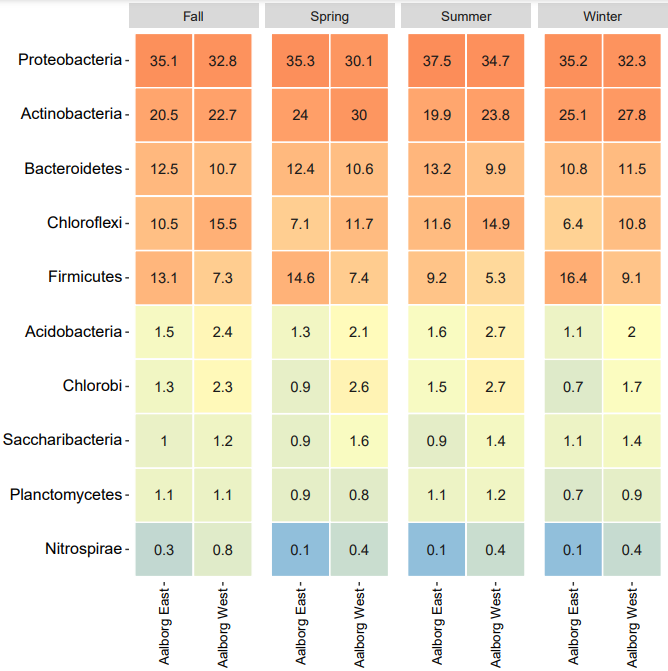 Fall Spring Summer Winter
Proteobacteria 35.1 32.8 35.3 30.1 37.5 34.7 35.2 32.3
Actinobacteria 20.5 22.7 24 30 19.9 23.8 25.1 27.8
Bacteroidetes 12.5 10.7 12.4 10.6 13.2 9.9 10.8 11.5
Chloroflexi 10.5 15.5 7.1 11.7 11.6 14.9 6.4 10.8
Firmicutes 13.1 7.3 14.6 7.4 9.2 5.3 16.4 9.1
Acidobacteria 1.5 2.4 1.3 2.1 1.6 2.7 1.1 2
Chlorobi 1.3 2.3 0.9 2.6 1.5 2.7 0.7 1.7
Saccharibacteria 1 1.2 0.9 1.6 0.9 1.4 1.1 1.4
Planctomycetes 1.1 1.1 0.9 0.8 1.1 1.2 0.7 0.9
Nitrospirae 0.3 0.8 0.1 0.4 0.1 0.4 0.1 0.4
Aalborg East Aalborg West Aalborg East Aalborg West Aalborg East Aalborg West Aalborg East Aalborg West